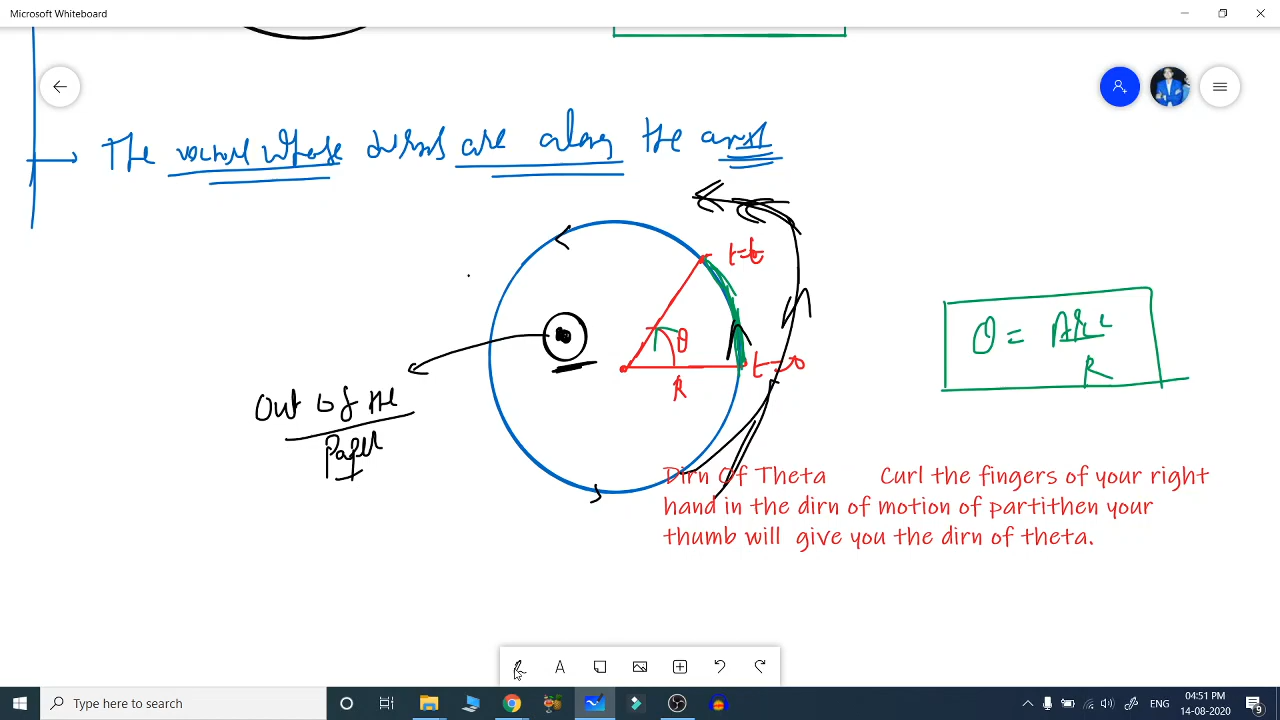 Microsoft Whiteboard
The whose dirns are along the
t=t
θ
t=0
R
θ = Arc
R
Out of the
Paper
Dirn Of Theta Curl the fingers of your right
hand in the dirn of motion of partithen your
thumb will give you the dirn of theta.
A
Type here to search
ENG
04:51 PM
14-08-2020
9